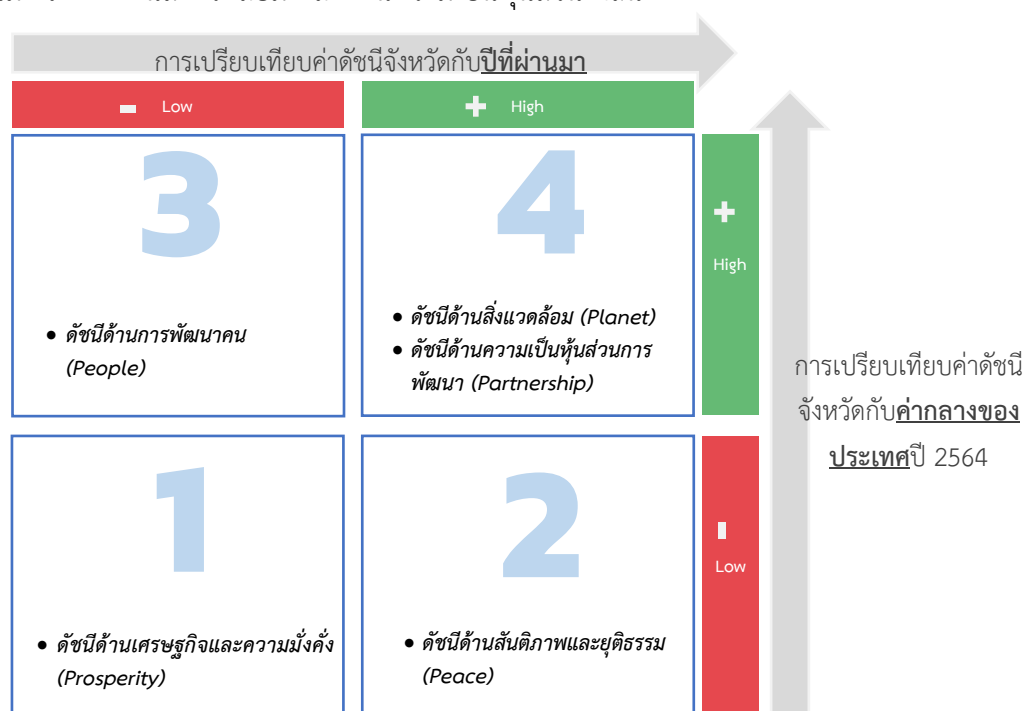 การเปรียบเทียบค่าดัชนีจังหวัดกับปีที่ผ่านมา
- Low
+ High
3
4
+
High
• ดัชนีด้านการพัฒนาคน
(People)
• ดัชนีด้านสิ่งแวดล้อม (Planet)
• ดัชนีด้านความเป็นหุ้นส่วนการ
พัฒนา (Partnership)
การเปรียบเทียบค่าดัชนี
จังหวัดกับค่ากลางของ
ประเทศปี 2564
1
2
-
Low
• ดัชนีด้านเศรษฐกิจและความมั่งคั่ง
(Prosperity)
• ดัชนีด้านสันติภาพและยุติธรรม
(Peace)